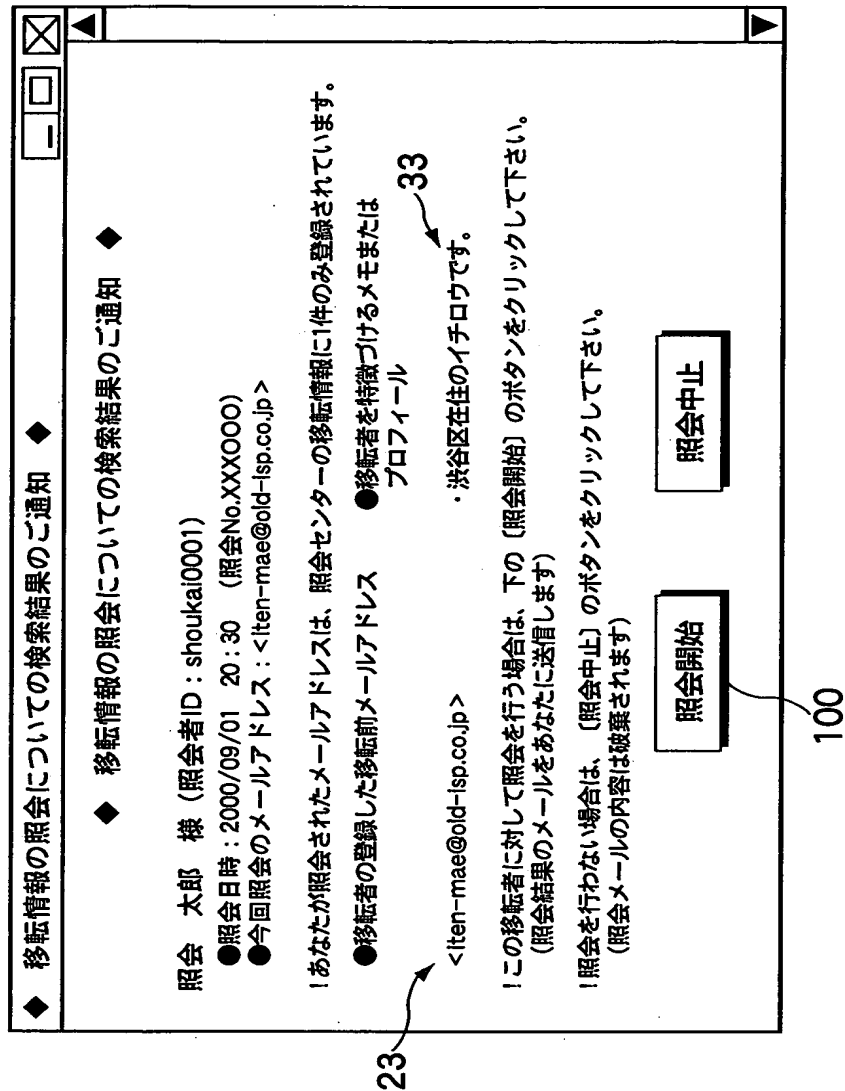 ◆ 移転情報の照会についての検索結果のご通知 ◆
◆ 移転情報の照会についての検索結果のご通知 ◆
照会 太郎 様（照会者ID：shoukai0001）
●照会日時：2000/09/01 20:30 （照会No.XXXOOO）
●今回照会のメールアドレス：<iten-mae@old-isp.co.jp>
!あなたが照会されたメールアドレスは、照会センターの移転情報に1件のみ登録されています。
●移転者の登録した移転前メールアドレス ●移転者を特徴づけるメモまたは
プロフィール
33
23
<iten-mae@old-isp.co.jp> ・渋谷区在住のイチロウです。
!この移転者に対して照会を行う場合は、下の〔照会開始〕のボタンをクリックして下さい。
（照会結果のメールをあなたに送信します）
!照会を行わない場合は、〔照会中止〕のボタンをクリックして下さい。
（照会メールの内容は破棄されます）
照会開始 照会中止
100